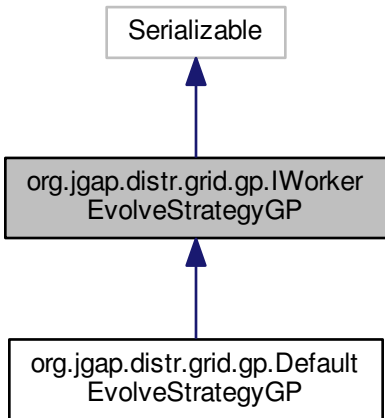 Serializable
org.jgap.distr.grid.gp.IWorker
EvolveStrategyGP
org.jgap.distr.grid.gp.Default
EvolveStrategyGP